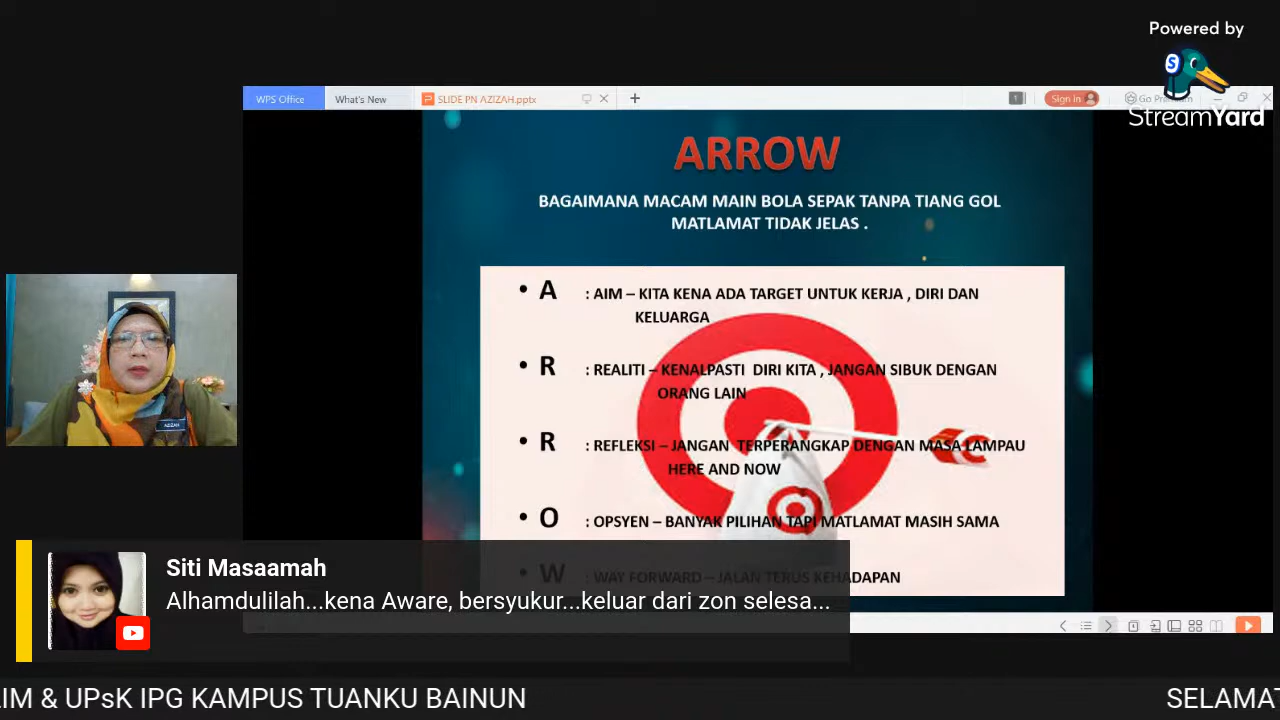 Powered by
StreamYard
WPS Office
What's New
SLIDE PN AZIZAH.pptx
1
Sign in
Go Premium
ARROW
BAGAIMANA MACAM MAIN BOLA SEPAK TANPA TIANG GOL
MATLAMAT TIDAK JELAS .
• A : AIM – KITA KENA ADA TARGET UNTUK KERJA , DIRI DAN
KELUARGA
• R : REALITI – KENALPASTI DIRI KITA , JANGAN SIBUK DENGAN
ORANG LAIN
• R : REFLEKSI – JANGAN TERPERANGKAP DENGAN MASA LAMPAU
HERE AND NOW
• O : OPSYEN – BANYAK PILIHAN TAPI MATLAMAT MASIH SAMA
• W : WAY FORWARD – JALAN TERUS KEHADAPAN
AZIZAH
Siti Masaamah
Alhamdulilah...kena Aware, bersyukur...keluar dari zon selesa...
IM & UPsK IPG KAMPUS TUANKU BAINUN
SELAMAT